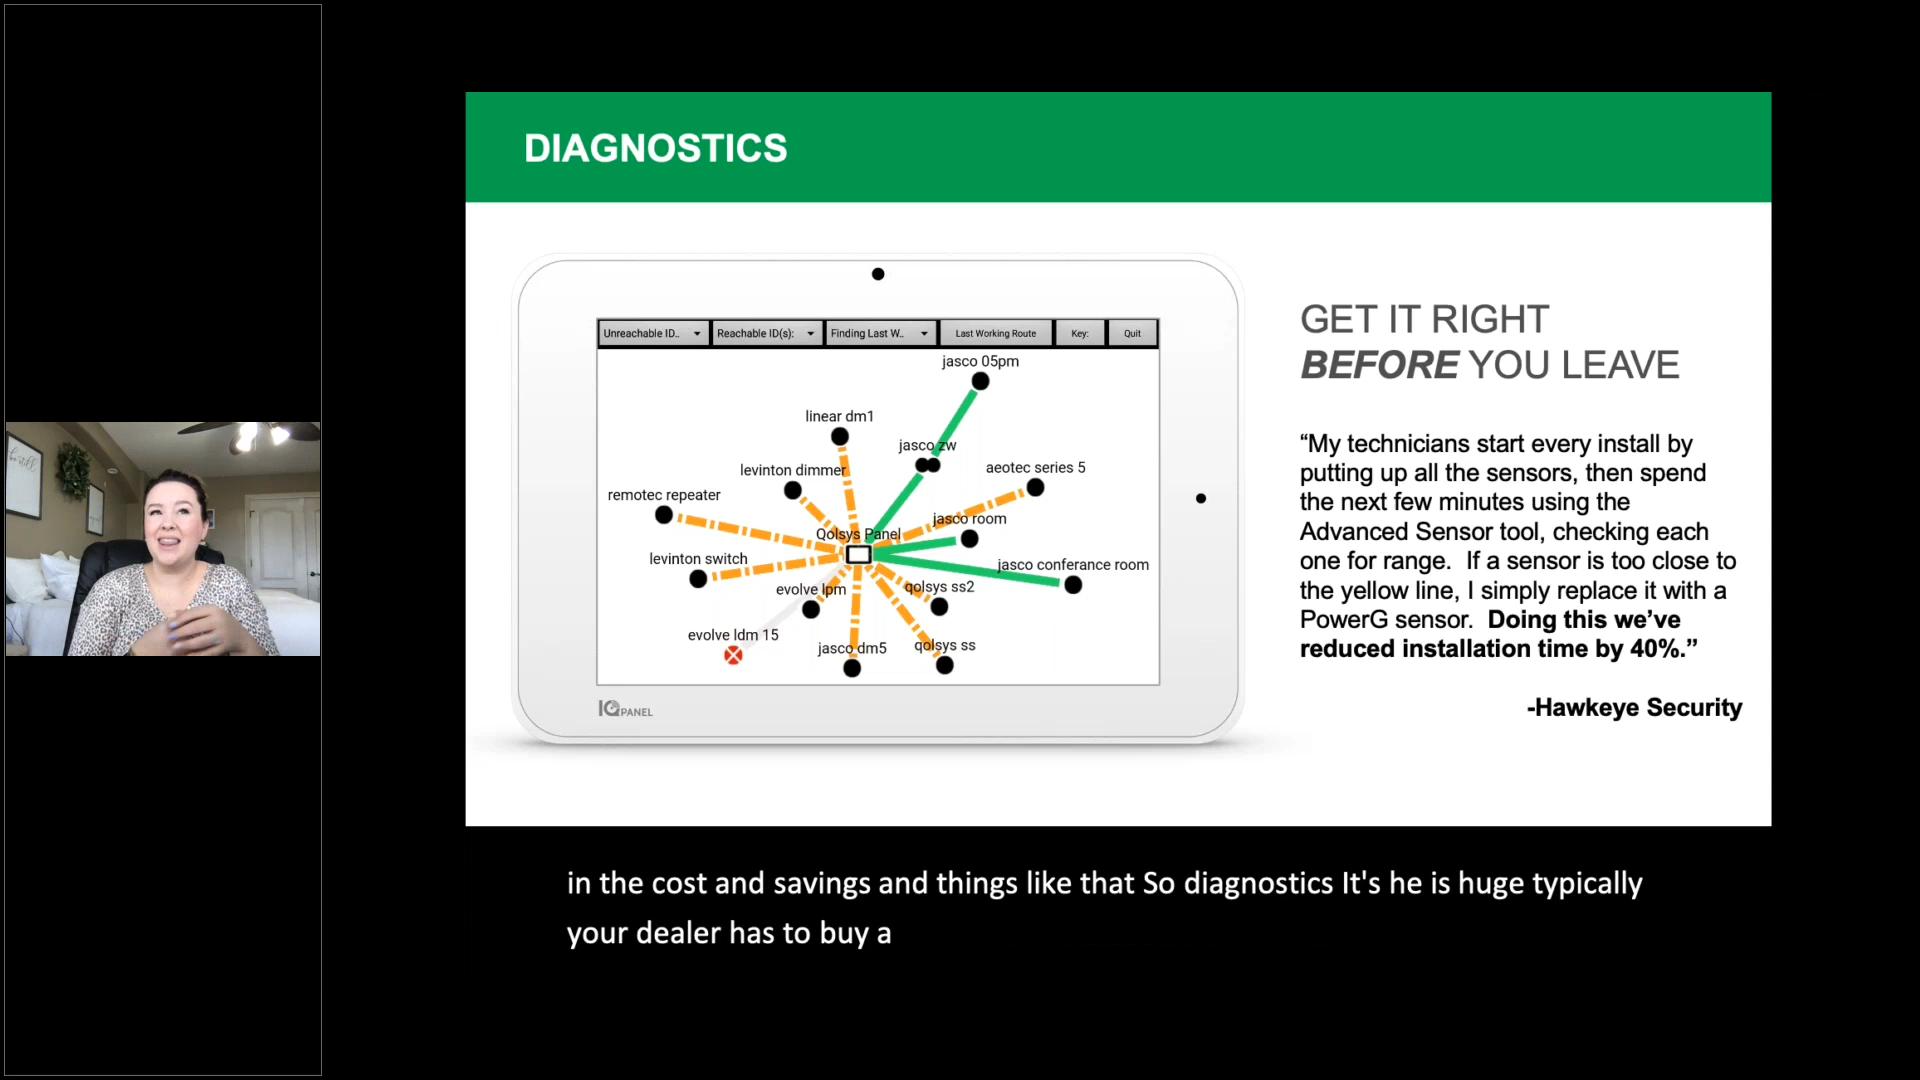 DIAGNOSTICS
Unreachable ID..
Reachable ID(s):
Finding Last W..
Last Working Route
Key:
Quit
jasco 05pm
linear dm1
jasco zw
levinton dimmer
aeotec series 5
remotec repeater
jasco room
Qolsys Panel
levinton switch
jasco conferance room
evolve lpm
qolsys ss2
evolve ldm 15
jasco dm5
qolsys ss
IQ PANEL
GET IT RIGHT
BEFORE YOU LEAVE
“My technicians start every install by
putting up all the sensors, then spend
the next few minutes using the
Advanced Sensor tool, checking each
one for range.  If a sensor is too close to
the yellow line, I simply replace it with a
PowerG sensor.  Doing this we’ve
reduced installation time by 40%.”
-Hawkeye Security
in the cost and savings and things like that So diagnostics It's he is huge typically
your dealer has to buy a